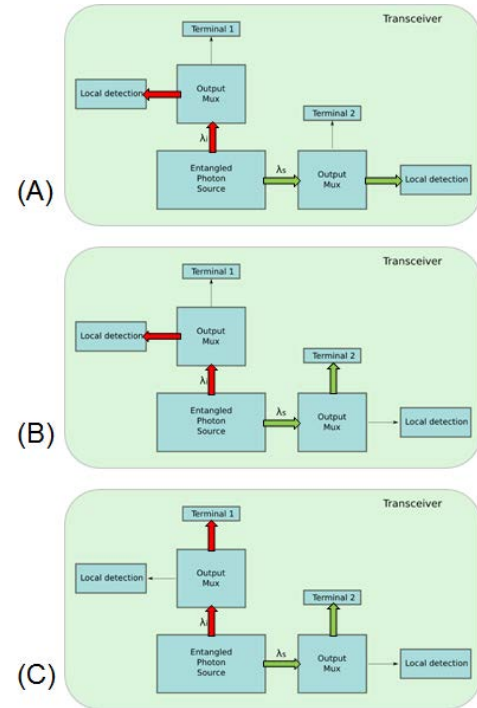 Transceiver
Terminal 1
Local detection
Output
Mux
Terminal 2
λi
λs
(A)
Entangled
Photon
Source
Output
Mux
Local detection
Transceiver
Terminal 1
Local detection
Output
Mux
Terminal 2
λi
λs
(B)
Entangled
Photon
Source
Output
Mux
Local detection
Transceiver
Terminal 1
Local detection
Output
Mux
Terminal 2
λi
λs
(C)
Entangled
Photon
Source
Output
Mux
Local detection